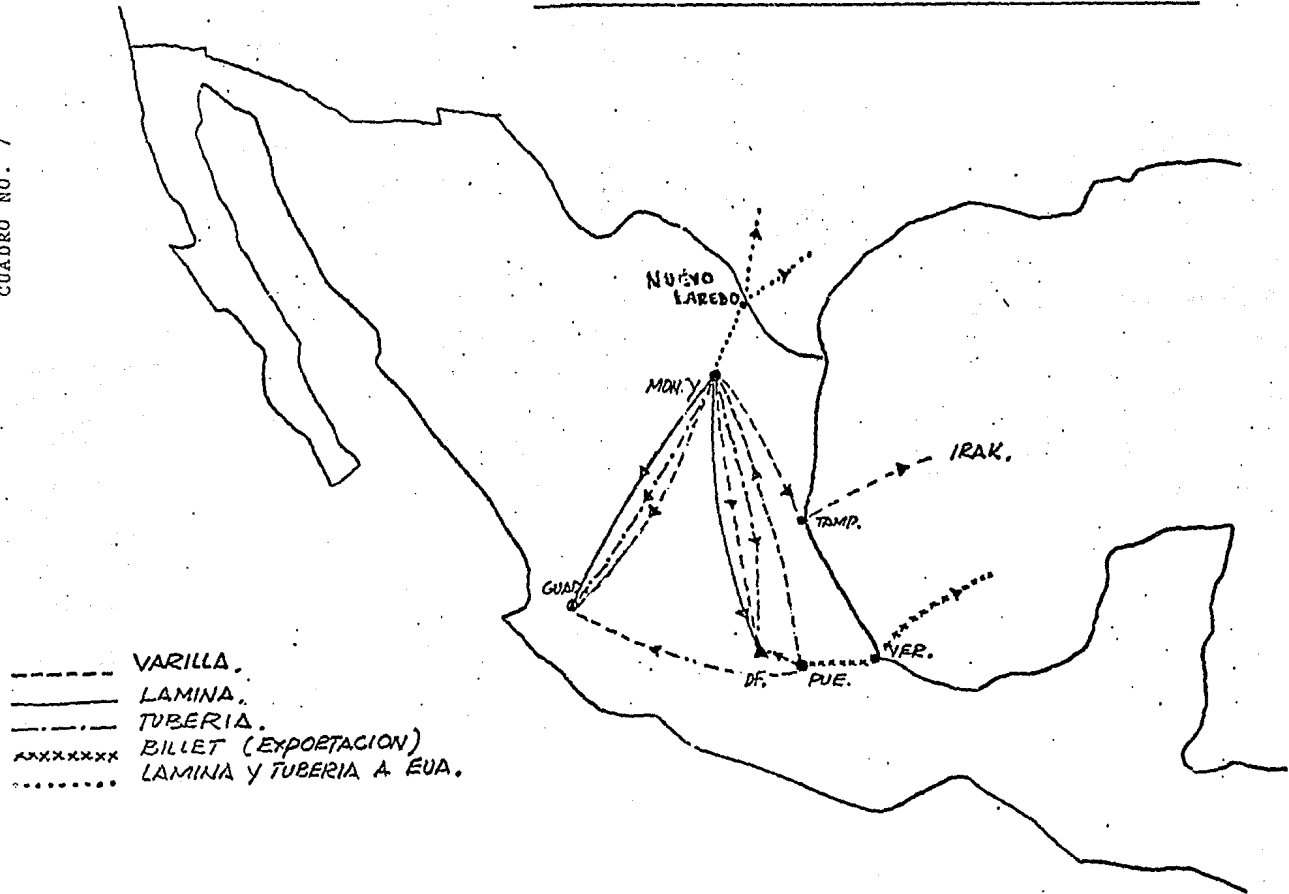 CUADRO NO. 7
NUEVO
LAREDO
MON.Y
IRAK.
TAMP.
GUAD
VER.
DF.
PUE.
VARILLA.
LAMINA.
TUBERIA.
BILLET (EXPORTACION)
LAMINA Y TUBERIA A EUA.